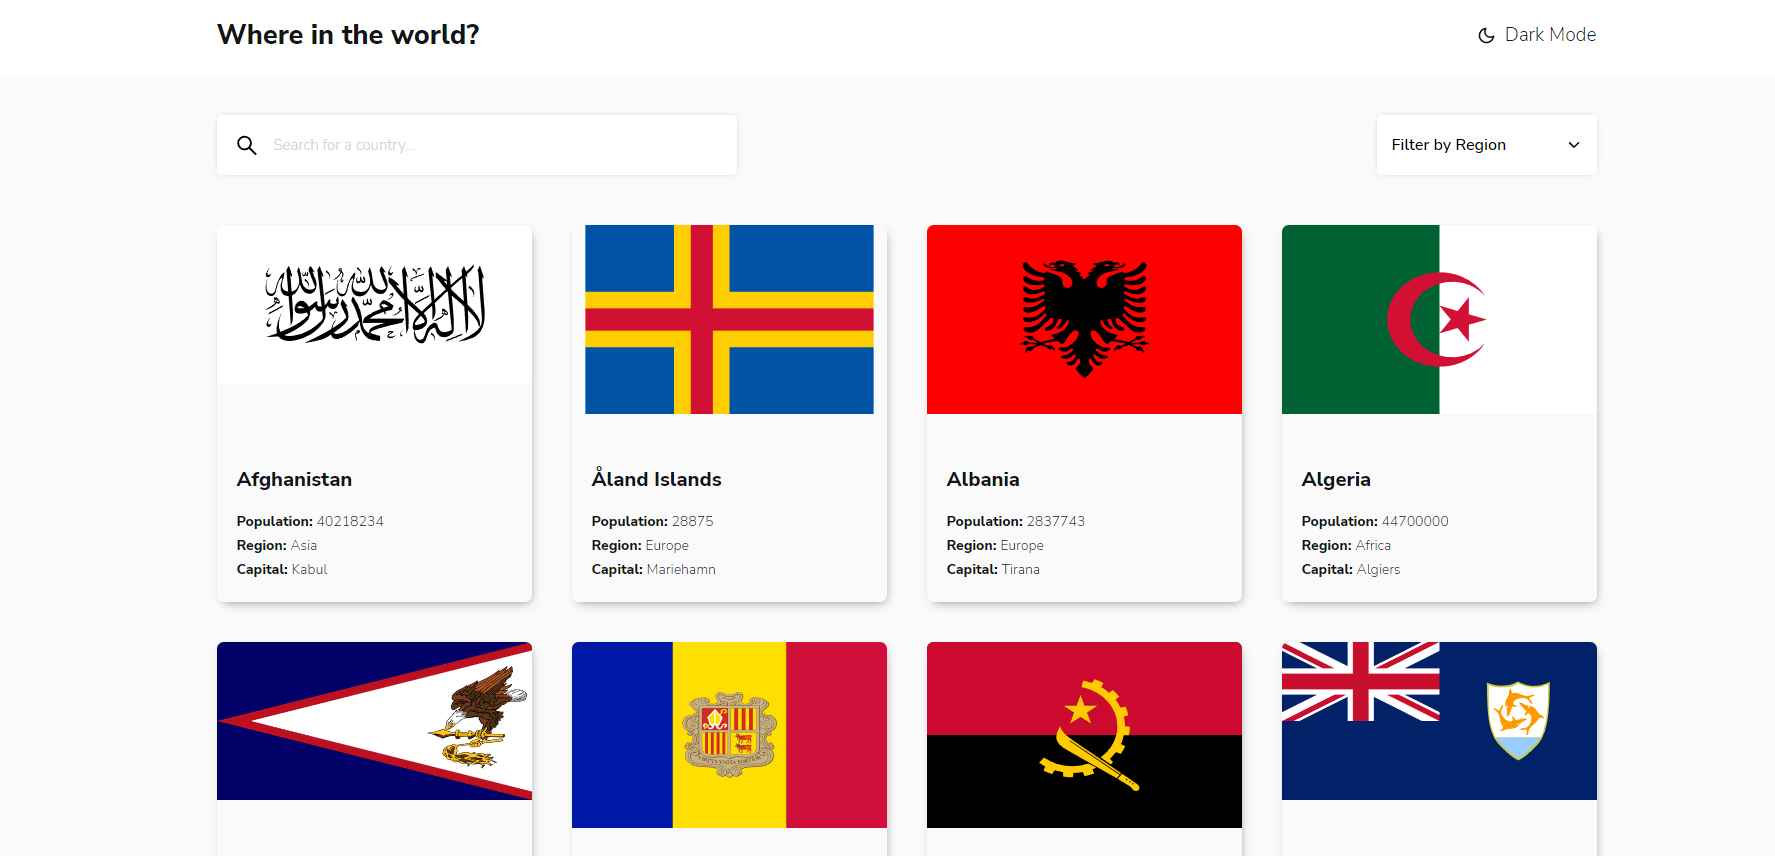 Where in the world?
Dark Mode
Search for a country...
Filter by Region
لا إله إلا الله محمد رسول الله
Afghanistan
Population: 40218234
Region: Asia
Capital: Kabul
Åland Islands
Population: 28875
Region: Europe
Capital: Mariehamn
Albania
Population: 2837743
Region: Europe
Capital: Tirana
Algeria
Population: 44700000
Region: Africa
Capital: Algiers
VIRTVS VNITA FORTIOR